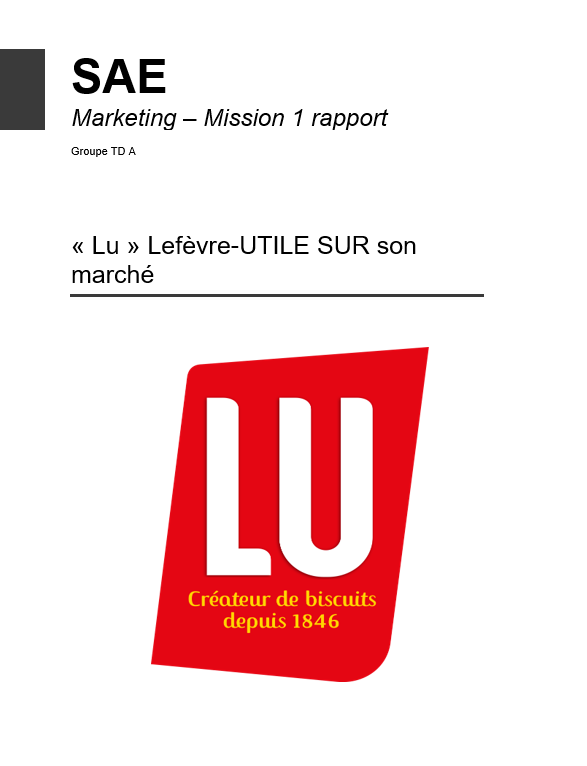 SAE
Marketing – Mission 1 rapport
Groupe TD A
« Lu » Lefèvre-UTILE SUR son
marché
LU
Créateur de biscuits
depuis 1846